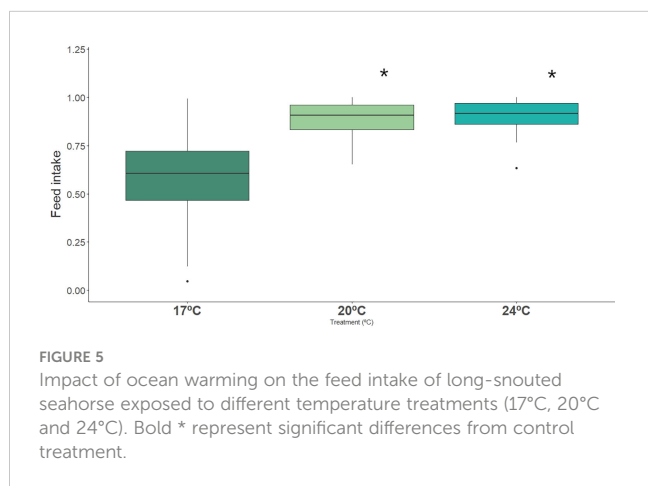 1.25
1.00
0.75
0.50
0.25
0.00
Feed intake
* *
17ºC 20ºC 24ºC
Treatment (ºC)
FIGURE 5
Impact of ocean warming on the feed intake of long-snouted
seahorse exposed to different temperature treatments (17°C, 20°C
and 24°C). Bold * represent significant differences from control
treatment.